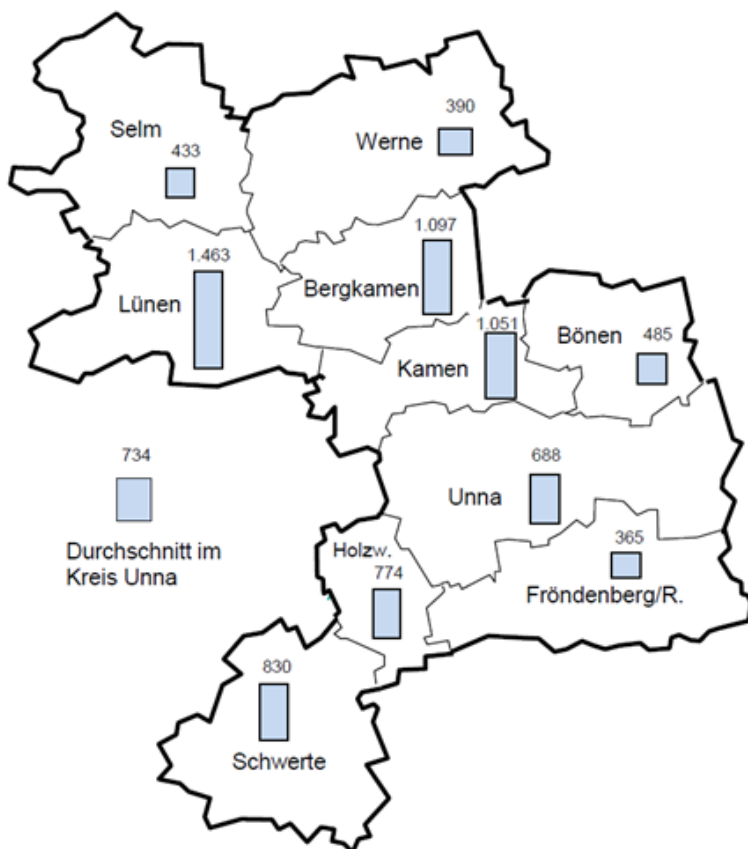 Selm
433
390
Werne
1.463
Lünen
1.097
Bergkamen
1.051
Kamen
Bönen
485
734
Durchschnitt im
Kreis Unna
688
Unna
Holzw.
774
365
Fröndenberg/R.
830
Schwerte